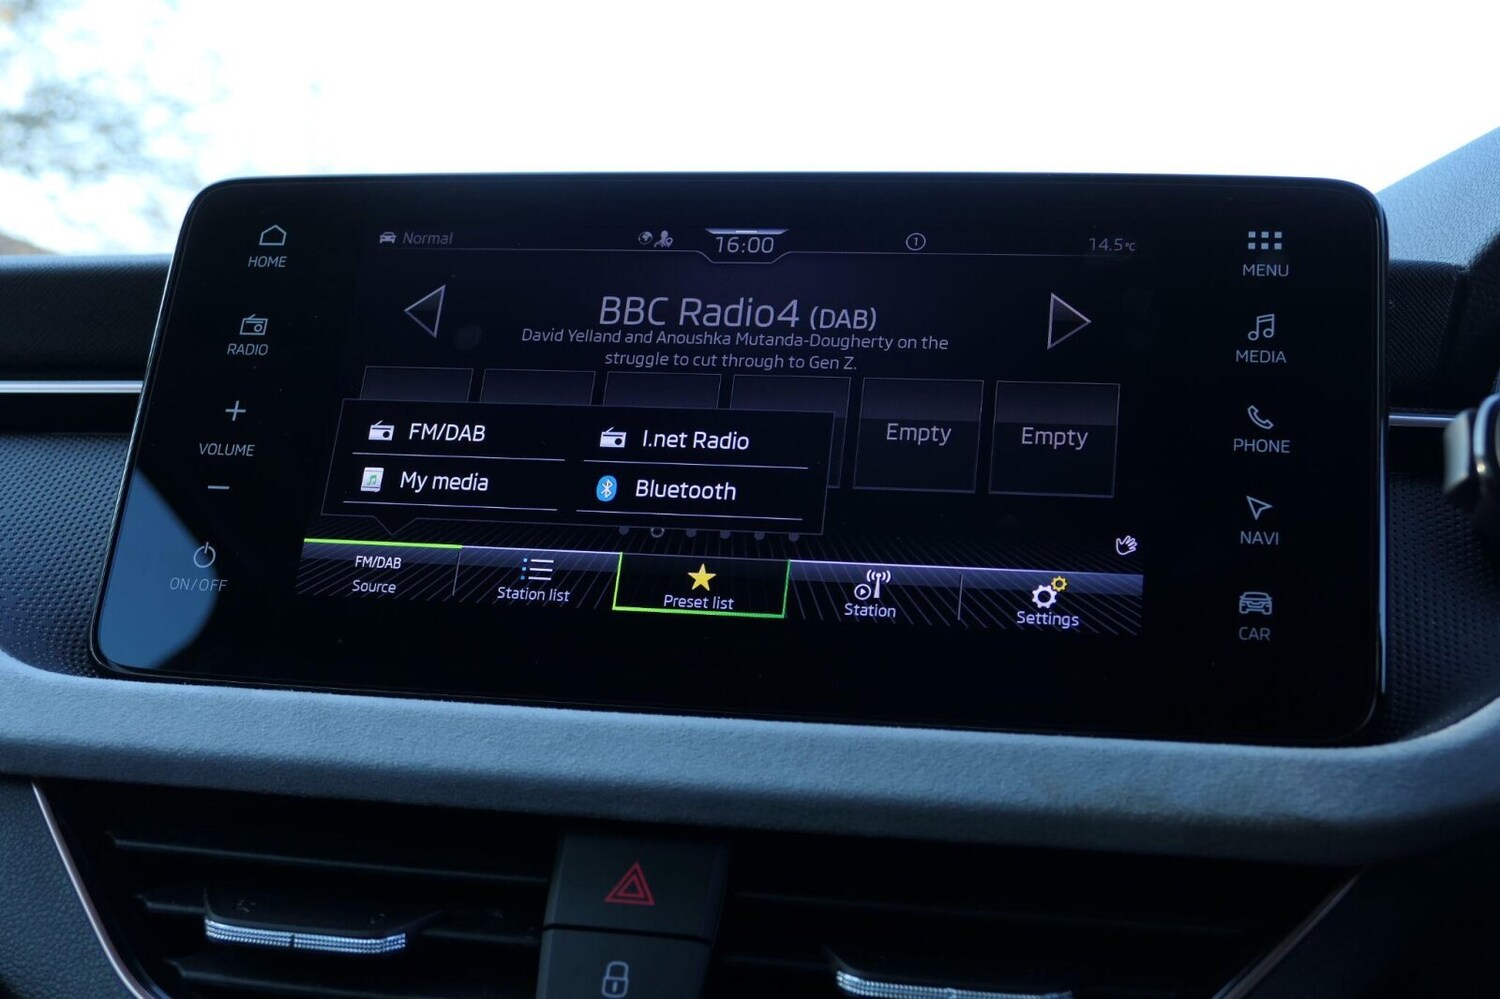 HOME
RADIO
+
VOLUME
−
ON/OFF
Normal
16:00
1
14.5°C
BBC Radio4 (DAB)
David Yelland and Anoushka Mutanda-Dougherty on the
struggle to cut through to Gen Z.
FM/DAB
I.net Radio
My media
Bluetooth
Empty
Empty
FM/DAB
Source
Station list
Preset list
Station
Settings
MENU
MEDIA
PHONE
NAVI
CAR